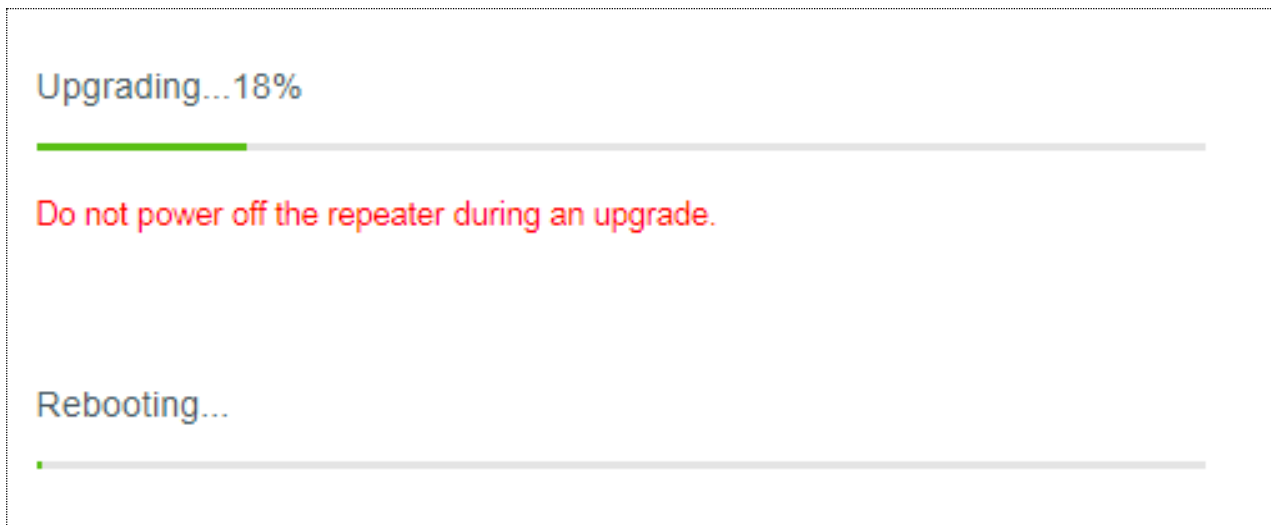 Upgrading...18%
Do not power off the repeater during an upgrade.
Rebooting...